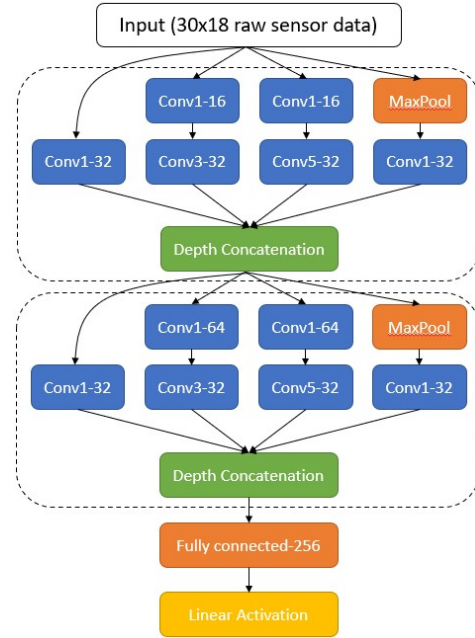 Input (30x18 raw sensor data)
Conv1-16
Conv1-16
MaxPool
Conv1-32
Conv3-32
Conv5-32
Conv1-32
Depth Concatenation
Conv1-64
Conv1-64
MaxPool
Conv1-32
Conv3-32
Conv5-32
Conv1-32
Depth Concatenation
Fully connected-256
Linear Activation